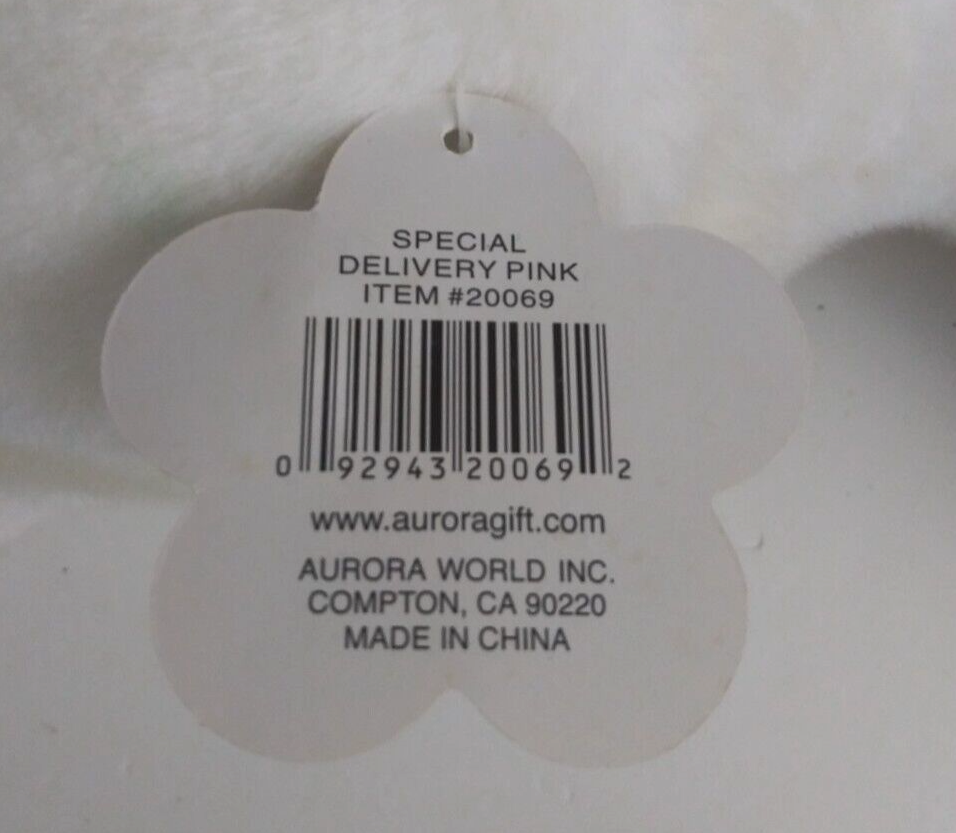 SPECIAL
DELIVERY PINK
ITEM #20069
0 92943 20069 2
www.auroragift.com
AURORA WORLD INC.
COMPTON, CA 90220
MADE IN CHINA